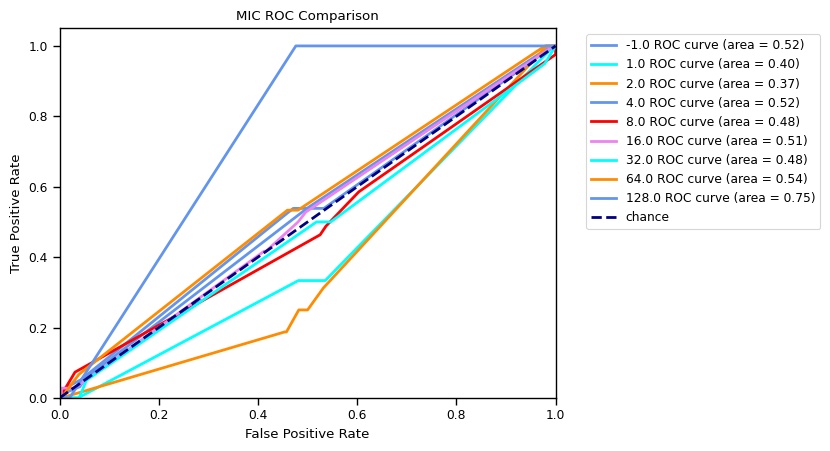 MIC ROC Comparison
1.0
0.8
0.6
0.4
0.2
0.0
True Positive Rate
0.0 0.2 0.4 0.6 0.8 1.0
False Positive Rate
-1.0 ROC curve (area = 0.52)
1.0 ROC curve (area = 0.40)
2.0 ROC curve (area = 0.37)
4.0 ROC curve (area = 0.52)
8.0 ROC curve (area = 0.48)
16.0 ROC curve (area = 0.51)
32.0 ROC curve (area = 0.48)
64.0 ROC curve (area = 0.54)
128.0 ROC curve (area = 0.75)
chance